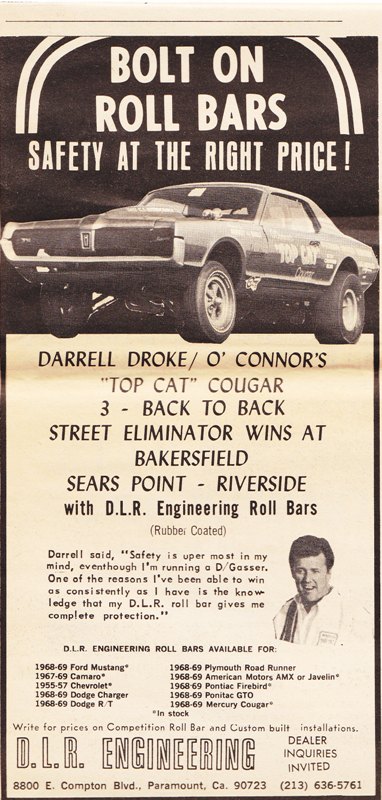 BOLT ON
ROLL BARS
SAFETY AT THE RIGHT PRICE!
TOP CAT
Cougar
DARRELL DROKE/ O' CONNOR'S
"TOP CAT" COUGAR
3 - BACK TO BACK
STREET ELIMINATOR WINS AT
BAKERSFIELD
SEARS POINT - RIVERSIDE
with D.L.R. Engineering Roll Bars
(Rubber Coated)
Darrell said, "Safety is uper most in my
mind, eventhough I'm running a D/Gasser.
One of the reasons I've been able to win
as consistently as I have is the know-
ledge that my D.L.R. roll bar gives me
complete protection."
D.L.R. ENGINEERING ROLL BARS AVAILABLE FOR:
1968-69 Ford Mustang*
1967-69 Camaro*
1955-57 Chevrolet*
1968-69 Dodge Charger
1968-69 Dodge R/T
1968-69 Plymouth Road Runner
1968-69 American Motors AMX or Javelin*
1968-69 Pontiac Firebird*
1968-69 Ponitac GTO
1968-69 Mercury Cougar*
*In stock
Write for prices on Competition Roll Bar and Custom built installations.
D.L.R. ENGINEERING
DEALER
INQUIRIES
INVITED
8800 E. Compton Blvd., Paramount, Ca. 90723 (213) 636-5761